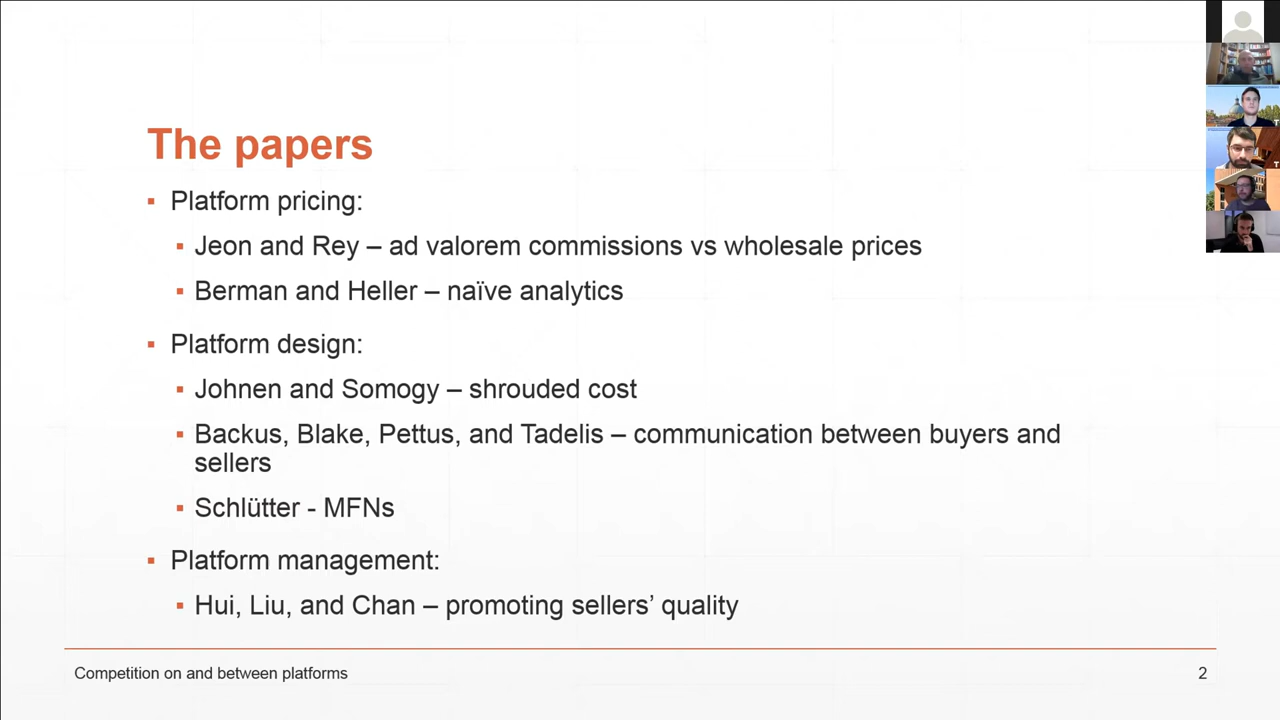 The papers
▪ Platform pricing:
▪ Jeon and Rey – ad valorem commissions vs wholesale prices
▪ Berman and Heller – naïve analytics
▪ Platform design:
▪ Johnen and Somogy – shrouded cost
▪ Backus, Blake, Pettus, and Tadelis – communication between buyers and
sellers
▪ Schlütter - MFNs
▪ Platform management:
▪ Hui, Liu, and Chan – promoting sellers’ quality
Competition on and between platforms
2